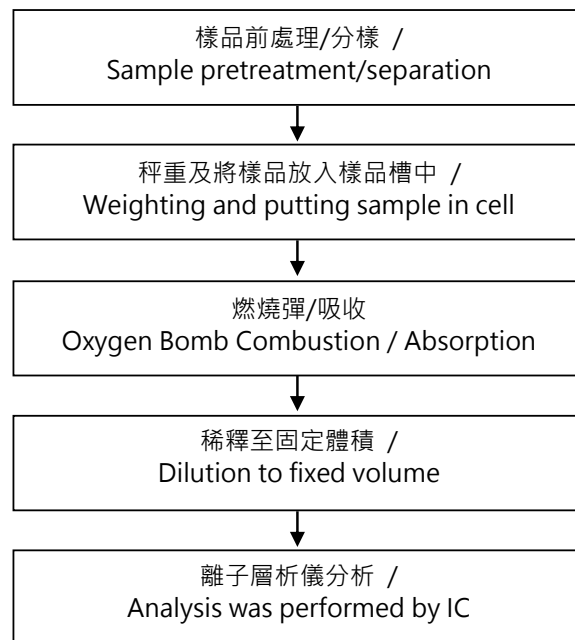 樣品前處理/分樣 /
Sample pretreatment/separation
秤重及將樣品放入樣品槽中 /
Weighting and putting sample in cell
燃燒彈/吸收
Oxygen Bomb Combustion / Absorption
稀釋至固定體積 /
Dilution to fixed volume
離子層析儀分析 /
Analysis was performed by IC